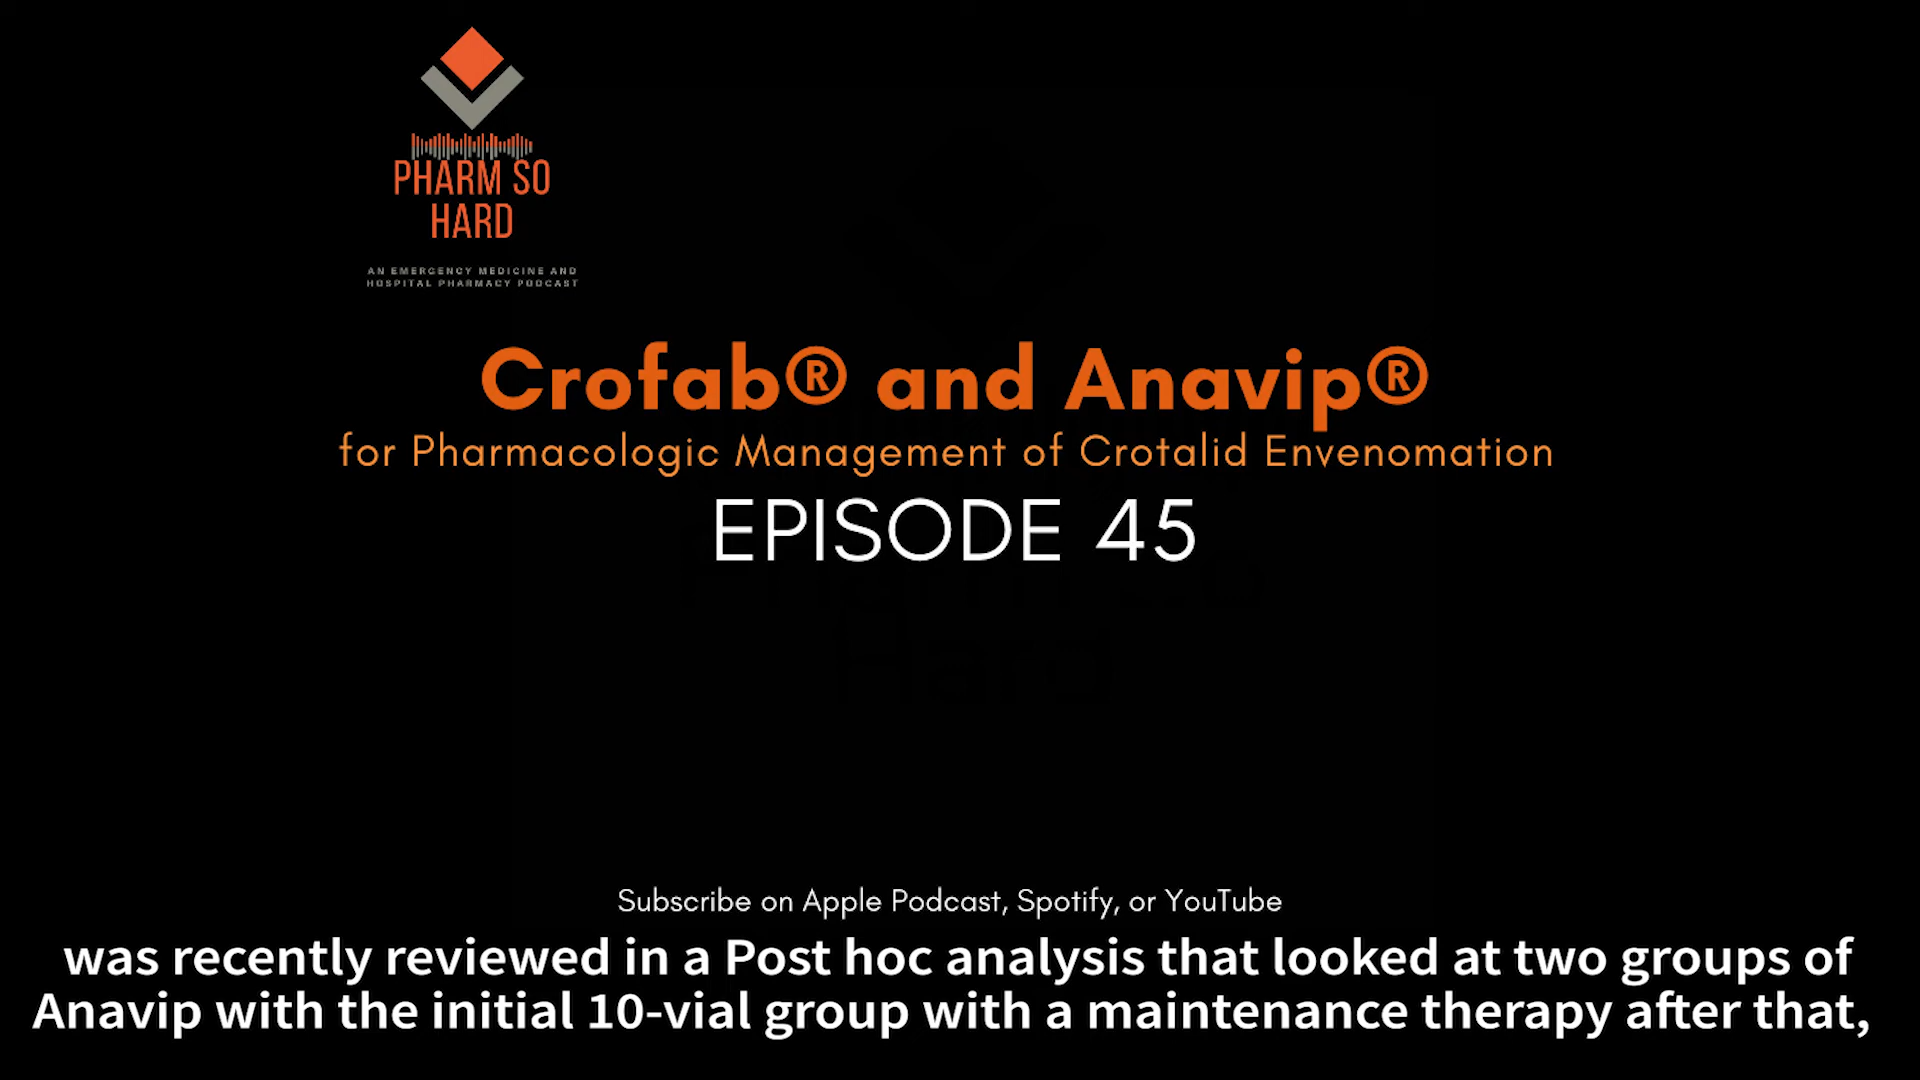 PHARM SO
HARD
AN EMERGENCY MEDICINE AND
HOSPITAL PHARMACY PODCAST
Crofab® and Anavip®
for Pharmacologic Management of Crotalid Envenomation
EPISODE 45
Subscribe on Apple Podcast, Spotify, or YouTube
was recently reviewed in a Post hoc analysis that looked at two groups of
Anavip with the initial 10-vial group with a maintenance therapy after that,